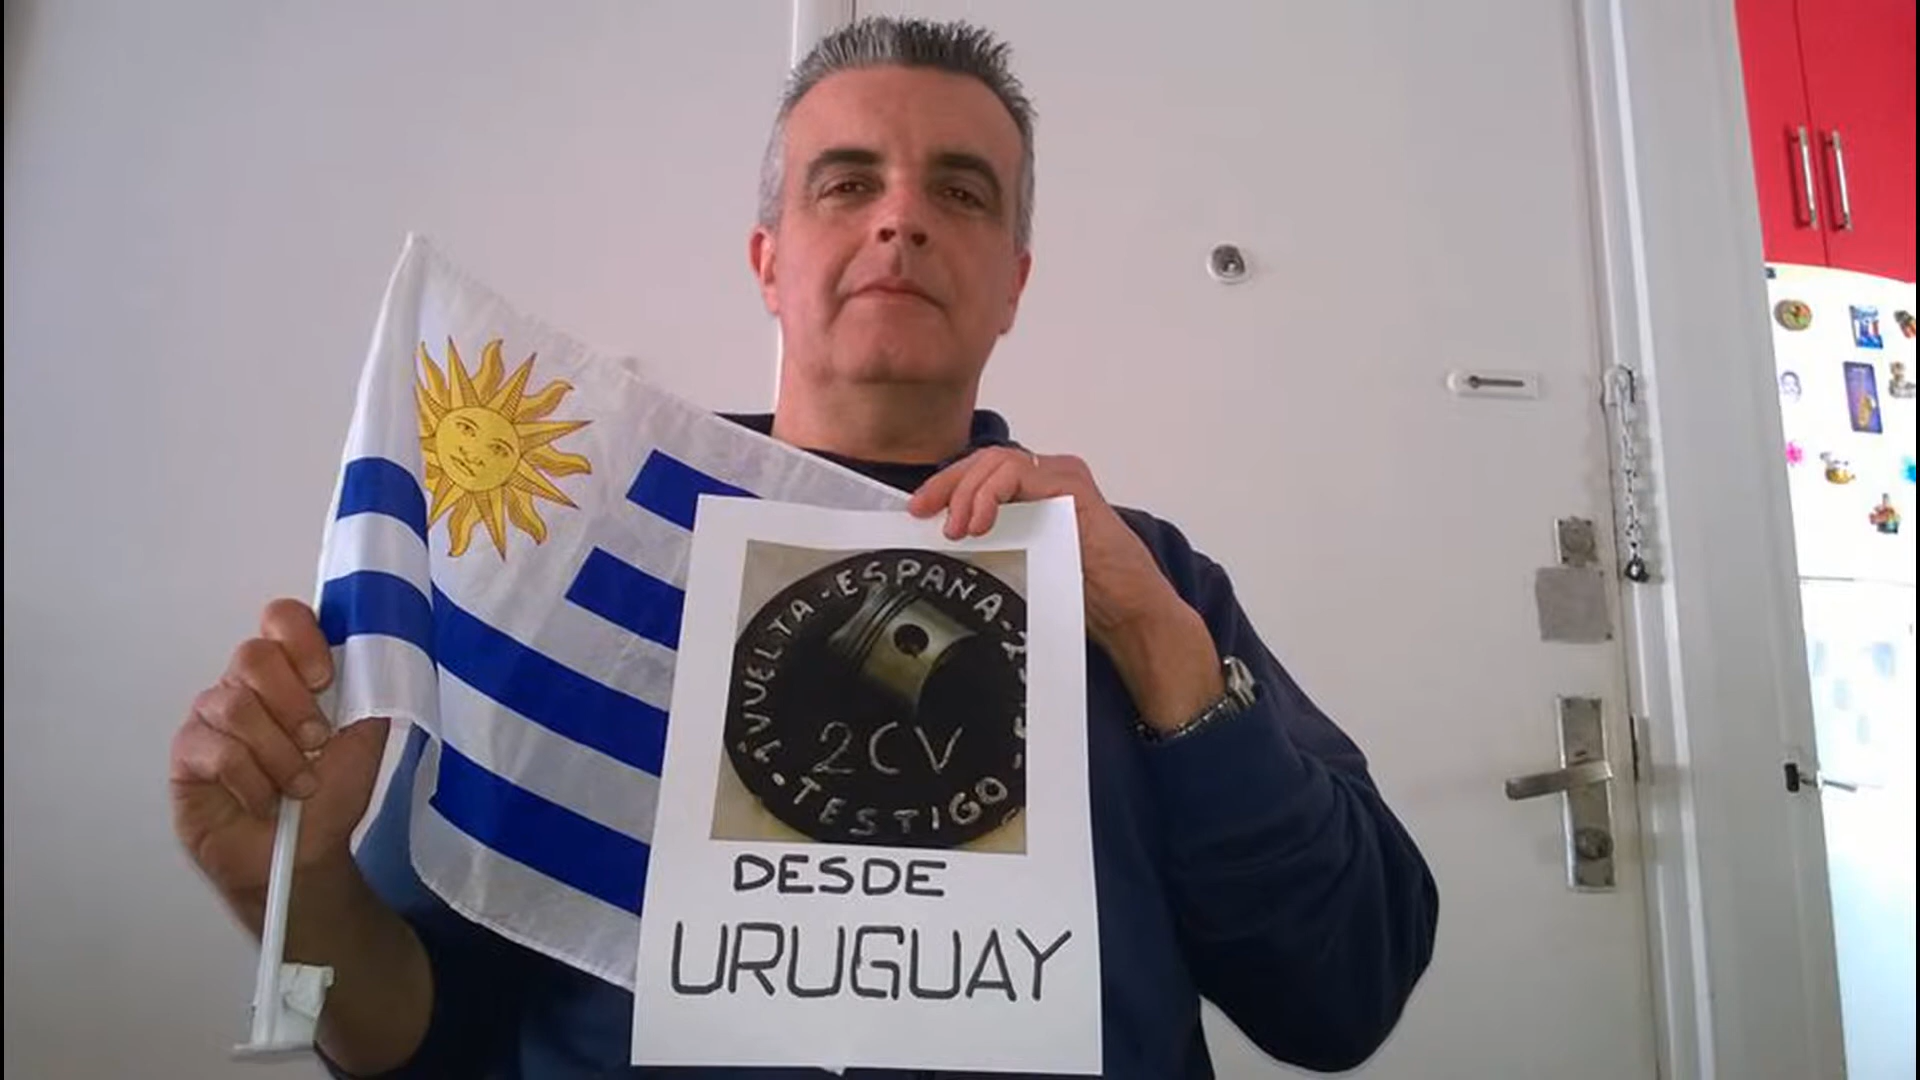 VUELTA - ESPAÑA -
2CV
TESTIGO
DESDE
URUGUAY